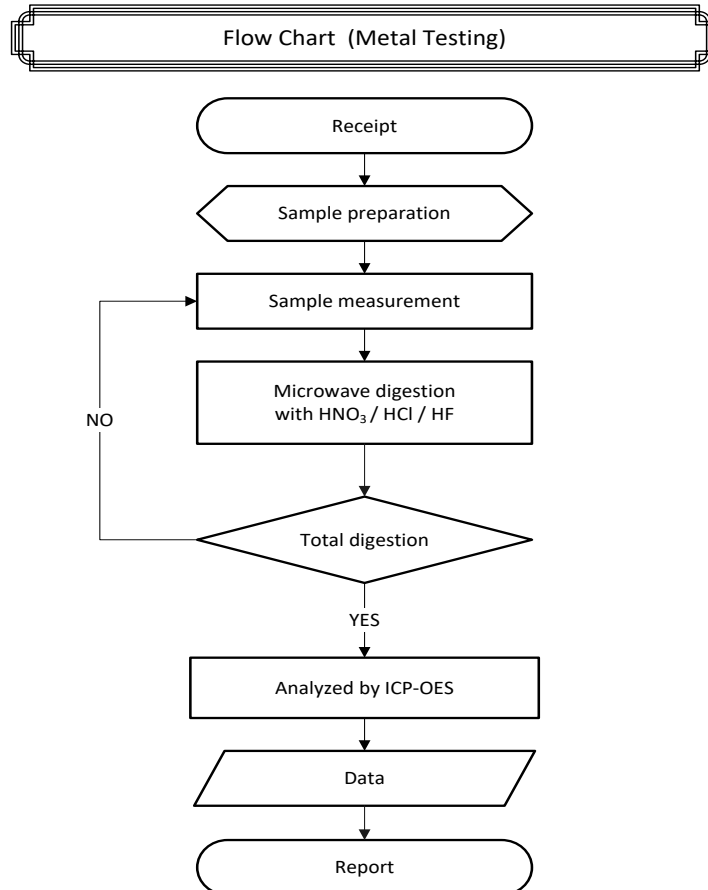 Flow Chart (Metal Testing)
Receipt
Sample preparation
Sample measurement
Microwave digestion
with HNO₃ / HCl / HF
NO
Total digestion
YES
Analyzed by ICP-OES
Data
Report